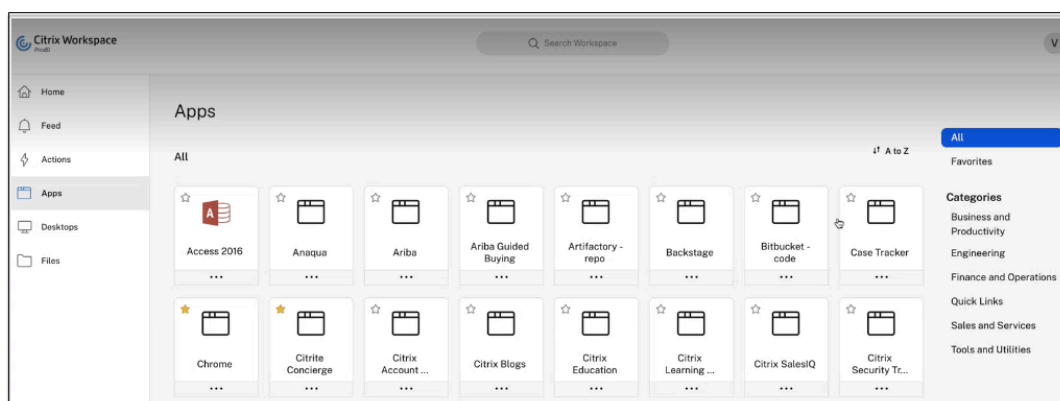 Citrix Workspace
Search Workspace
V
Home
Feed
Actions
Apps
Desktops
Files
Apps
All
A to Z
Access 2016
Anaqua
Ariba
Ariba Guided
Buying
Artifactory -
repo
Backstage
Bitbucket -
code
Case Tracker
Chrome
Citrite
Concierge
Citrix
Account ...
Citrix Blogs
Citrix
Education
Citrix
Learning ...
Citrix SalesIQ
Citrix
Security Tr...
All
Favorites
Categories
Business and
Productivity
Engineering
Finance and Operations
Quick Links
Sales and Services
Tools and Utilities